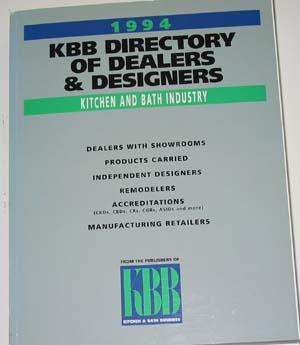 1994
KBB DIRECTORY
OF DEALERS
& DESIGNERS
KITCHEN AND BATH INDUSTRY
DEALERS WITH SHOWROOMS
PRODUCTS CARRIED
INDEPENDENT DESIGNERS
REMODELERS
ACCREDITATIONS
(CKDs, CBDs, CRs, CGRs, ASIDs and more)
MANUFACTURING RETAILERS
FROM THE PUBLISHERS OF
KBB
KITCHEN & BATH BUSINESS